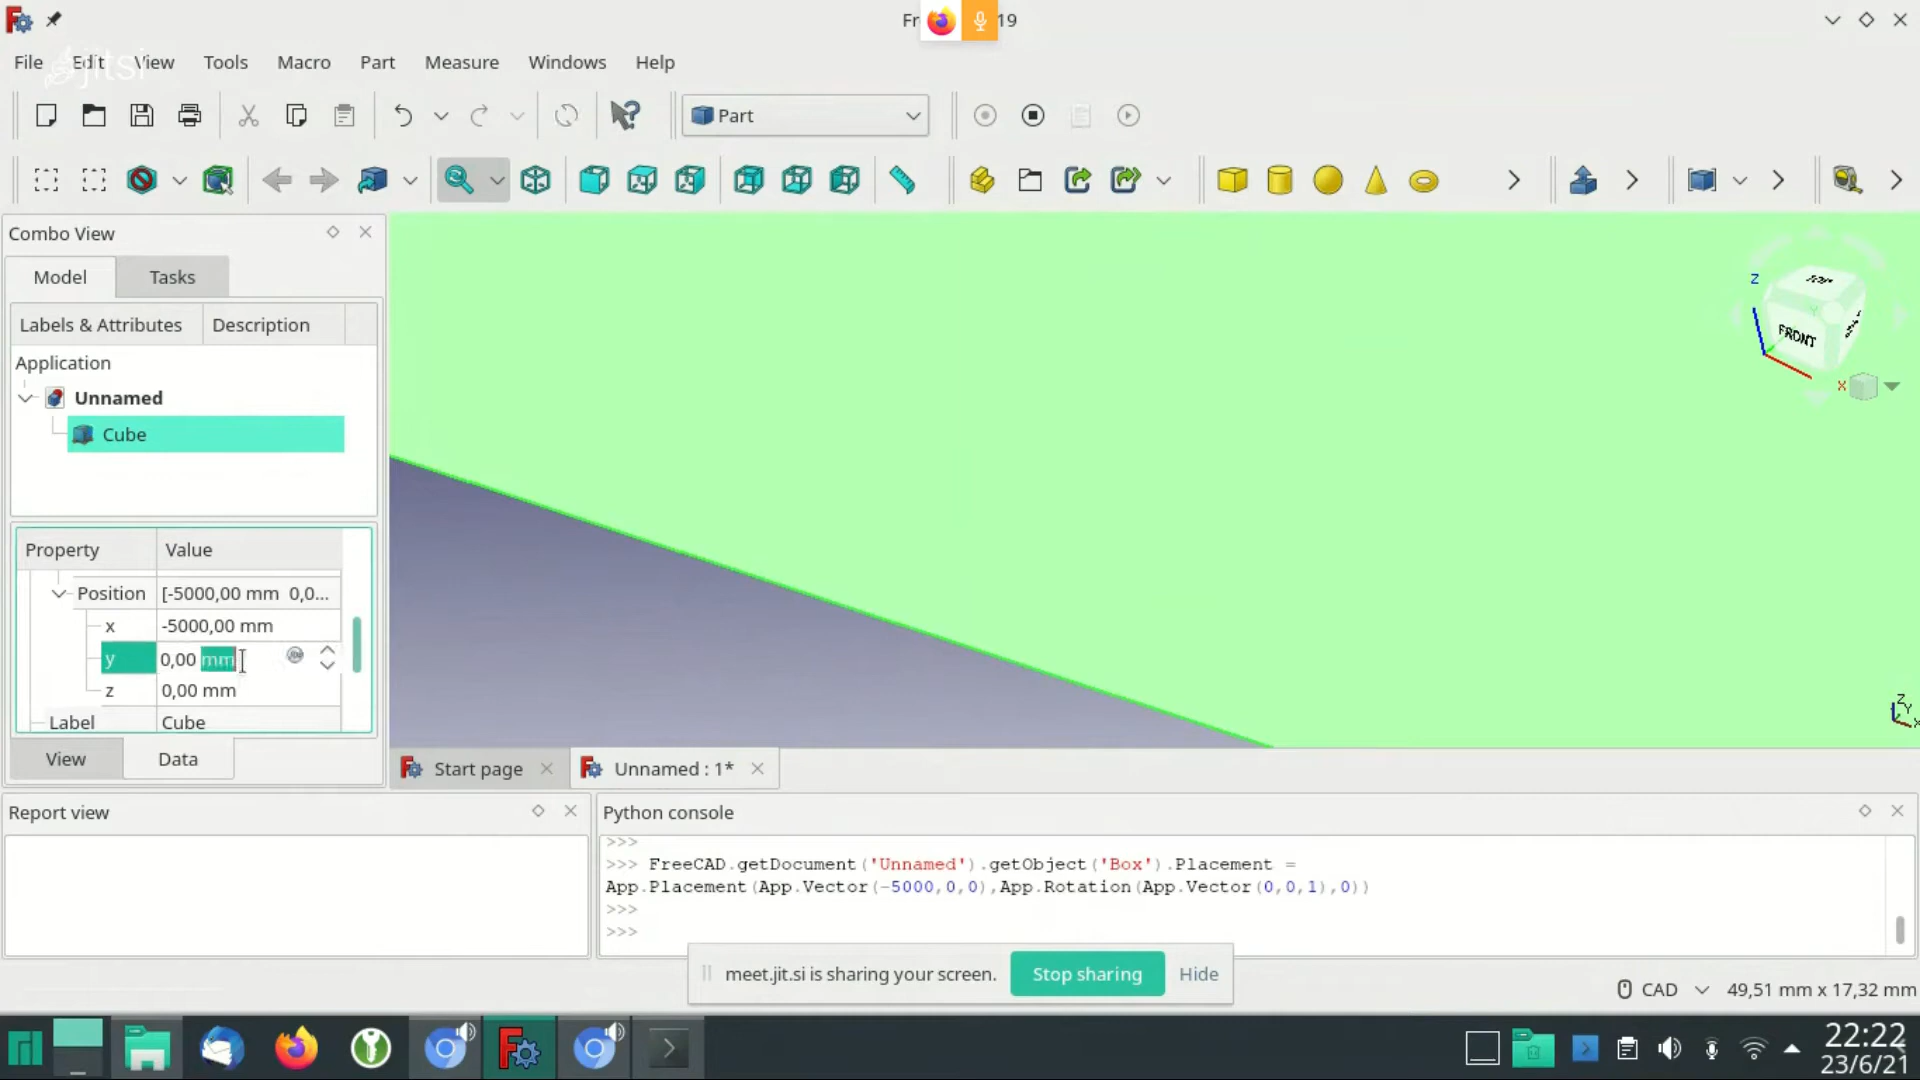 19
File Edit View Tools Macro Part Measure Windows Help
jitsi
Part
Combo View
Model Tasks
Labels & Attributes Description
Application
Unnamed
Cube
Property Value
Position [-5000,00 mm 0,0...
x -5000,00 mm
y 0,00 mm
z 0,00 mm
Label Cube
View Data
Z
TOP
FRONT
Y
X
Z
Y
X
Start page Unnamed : 1*
Report view
Python console
>>>
>>> FreeCAD.getDocument('Unnamed').getObject('Box').Placement =
App.Placement(App.Vector(-5000,0,0),App.Rotation(App.Vector(0,0,1),0))
>>>
>>>
meet.jit.si is sharing your screen. Stop sharing Hide
CAD 49,51 mm x 17,32 mm
22:22
23/6/21